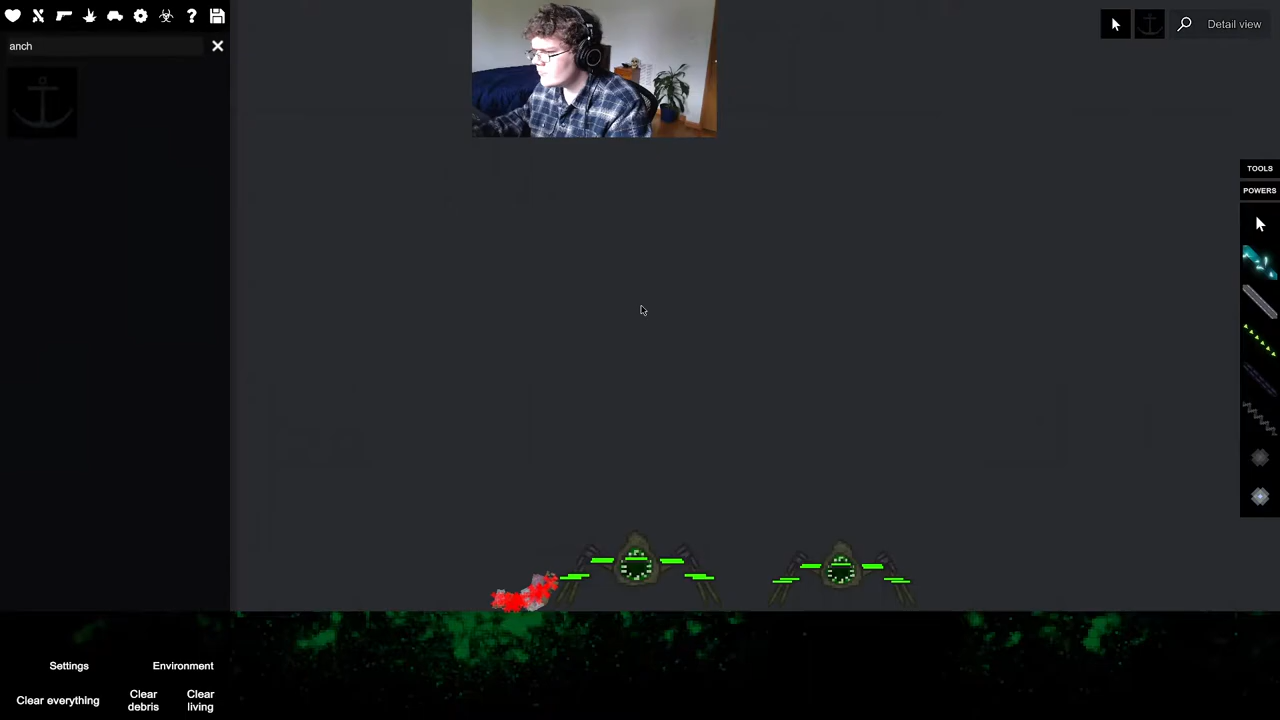 anch
Detail view
TOOLS
POWERS
Settings
Environment
Clear everything
Clear
debris
Clear
living